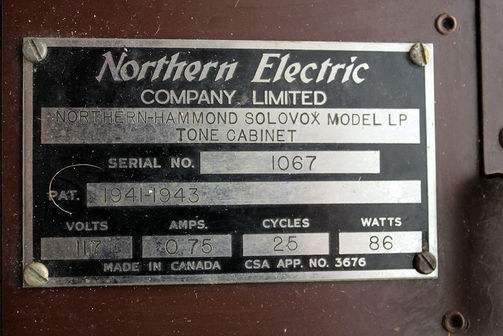 Northern Electric
COMPANY, LIMITED
NORTHERN-HAMMOND SOLOVOX MODEL LP
TONE CABINET
SERIAL NO. 1067
PAT. 1941-1943
VOLTS AMPS. CYCLES WATTS
117 0.75 25 86
MADE IN CANADA CSA APP. NO. 3676